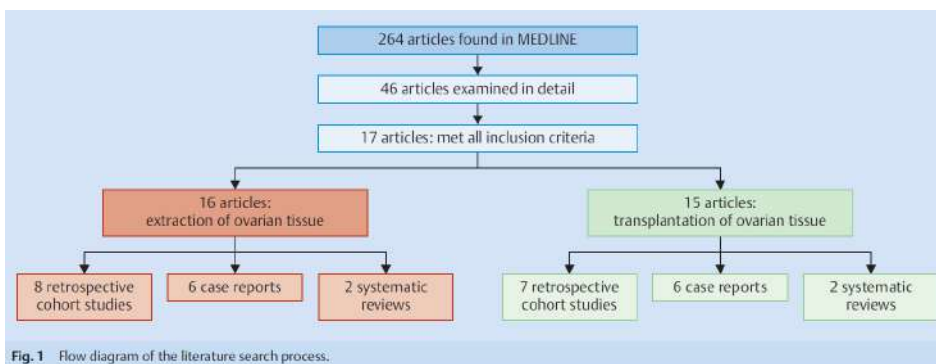 264 articles found in MEDLINE
46 articles examined in detail
17 articles: met all inclusion criteria
16 articles:
extraction of ovarian tissue
15 articles:
transplantation of ovarian tissue
8 retrospective
cohort studies
6 case reports
2 systematic
reviews
7 retrospective
cohort studies
6 case reports
2 systematic
reviews
Fig. 1 Flow diagram of the literature search process.